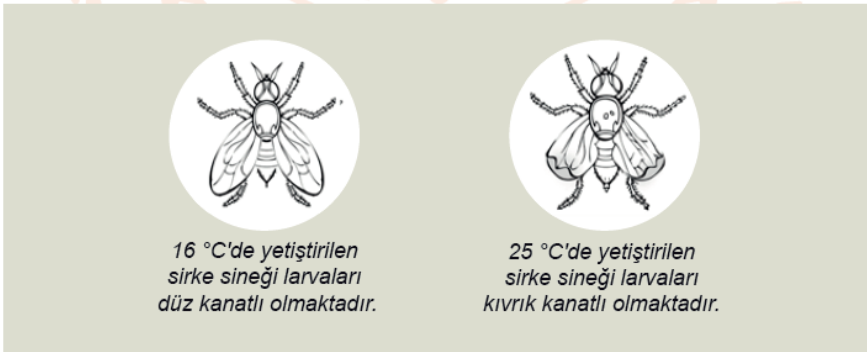 16 °C'de yetiştirilen
sirke sineği larvaları
düz kanatlı olmaktadır.
25 °C'de yetiştirilen
sirke sineği larvaları
kıvrık kanatlı olmaktadır.